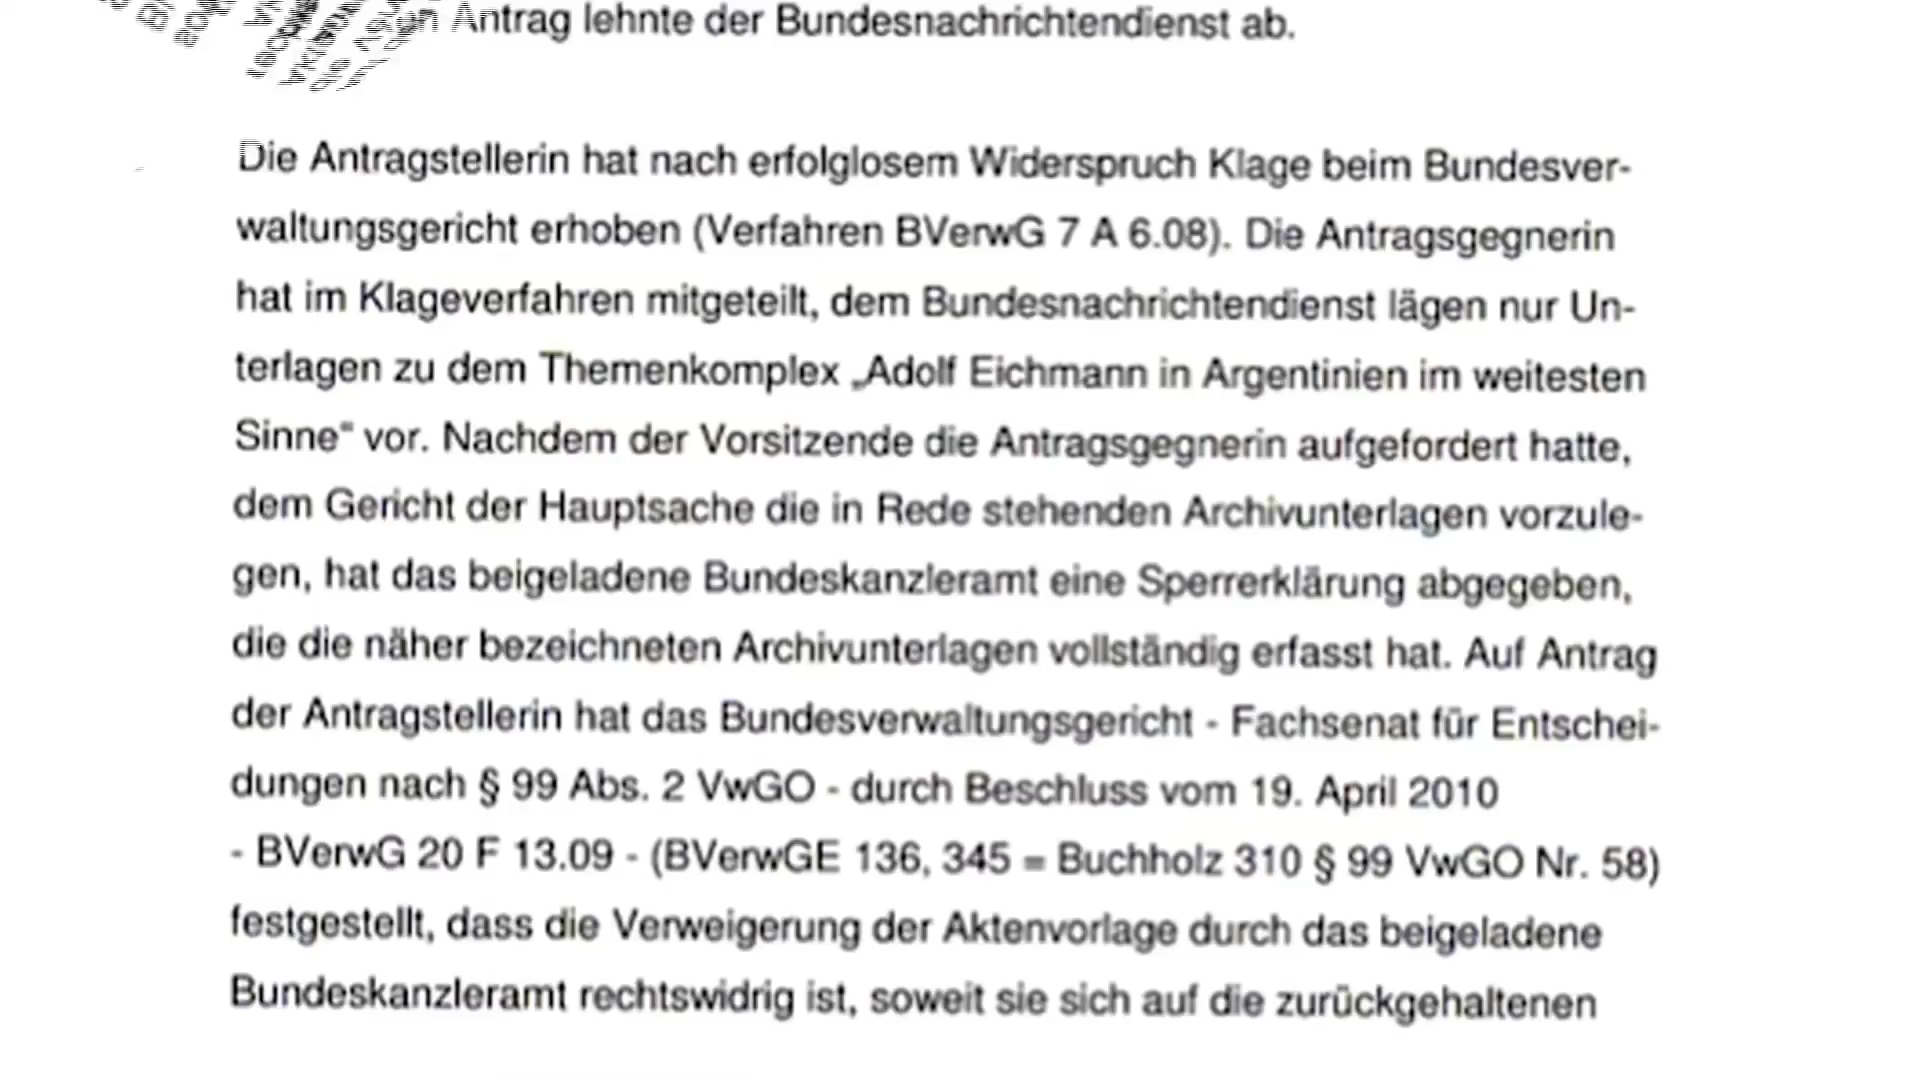 Antrag lehnte der Bundesnachrichtendienst ab.
Die Antragstellerin hat nach erfolglosem Widerspruch Klage beim Bundesver-
waltungsgericht erhoben (Verfahren BVerwG 7 A 6.08). Die Antragsgegnerin
hat im Klageverfahren mitgeteilt, dem Bundesnachrichtendienst lägen nur Un-
terlagen zu dem Themenkomplex „Adolf Eichmann in Argentinien im weitesten
Sinne“ vor. Nachdem der Vorsitzende die Antragsgegnerin aufgefordert hatte,
dem Gericht der Hauptsache die in Rede stehenden Archivunterlagen vorzule-
gen, hat das beigeladene Bundeskanzleramt eine Sperrerklärung abgegeben,
die die näher bezeichneten Archivunterlagen vollständig erfasst hat. Auf Antrag
der Antragstellerin hat das Bundesverwaltungsgericht - Fachsenat für Entschei-
dungen nach § 99 Abs. 2 VwGO - durch Beschluss vom 19. April 2010
- BVerwG 20 F 13.09 - (BVerwGE 136, 345 = Buchholz 310 § 99 VwGO Nr. 58)
festgestellt, dass die Verweigerung der Aktenvorlage durch das beigeladene
Bundeskanzleramt rechtswidrig ist, soweit sie sich auf die zurückgehaltenen